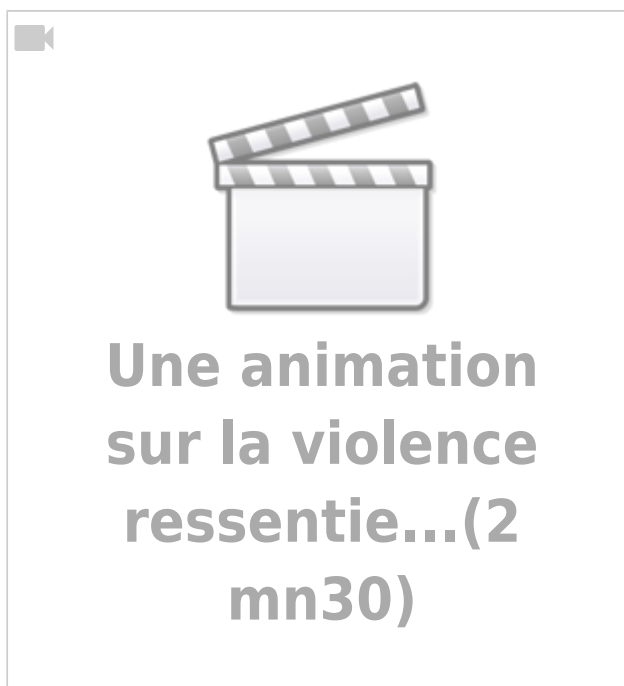 Une animation
sur la violence
ressentie...(2
mn30)